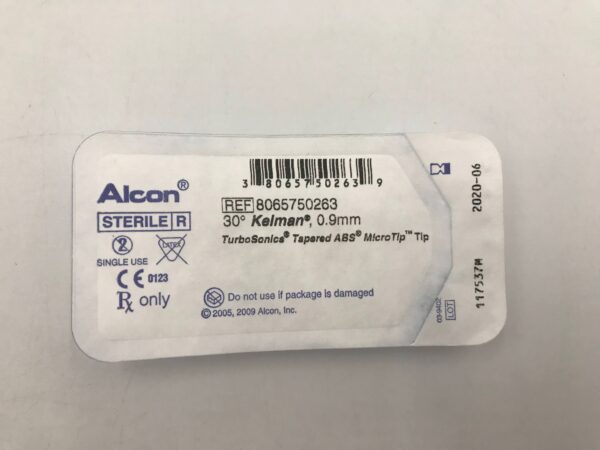 3 80657 50263 9
Alcon®
REF 8065750263
30° Kelman®, 0.9mm
TurboSonics® Tapered ABS® MicroTip™ Tip
STERILE R
2
LATEX
SINGLE USE
CE 0123
Rx only
Do not use if package is damaged
© 2005, 2009 Alcon, Inc.
2020-06
LOT
117537M